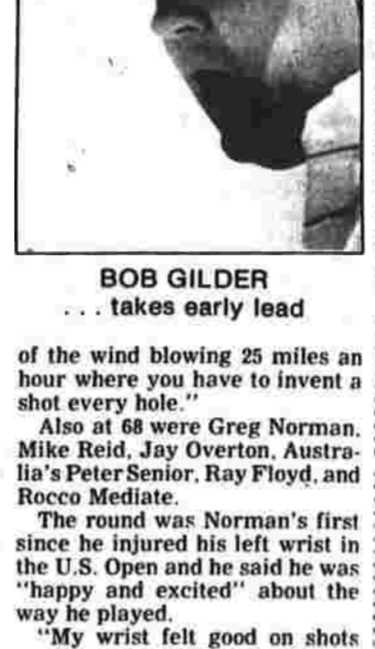 BOB GILDER
. . . takes early lead
of the wind blowing 25 miles an
hour where you have to invent a
shot every hole."
Also at 68 were Greg Norman,
Mike Reid, Jay Overton, Austra-
lia's Peter Senior, Ray Floyd, and
Rocco Mediate.
The round was Norman's first
since he injured his left wrist in
the U.S. Open and he said he was
"happy and excited" about the
way he played.
"My wrist felt good on shots